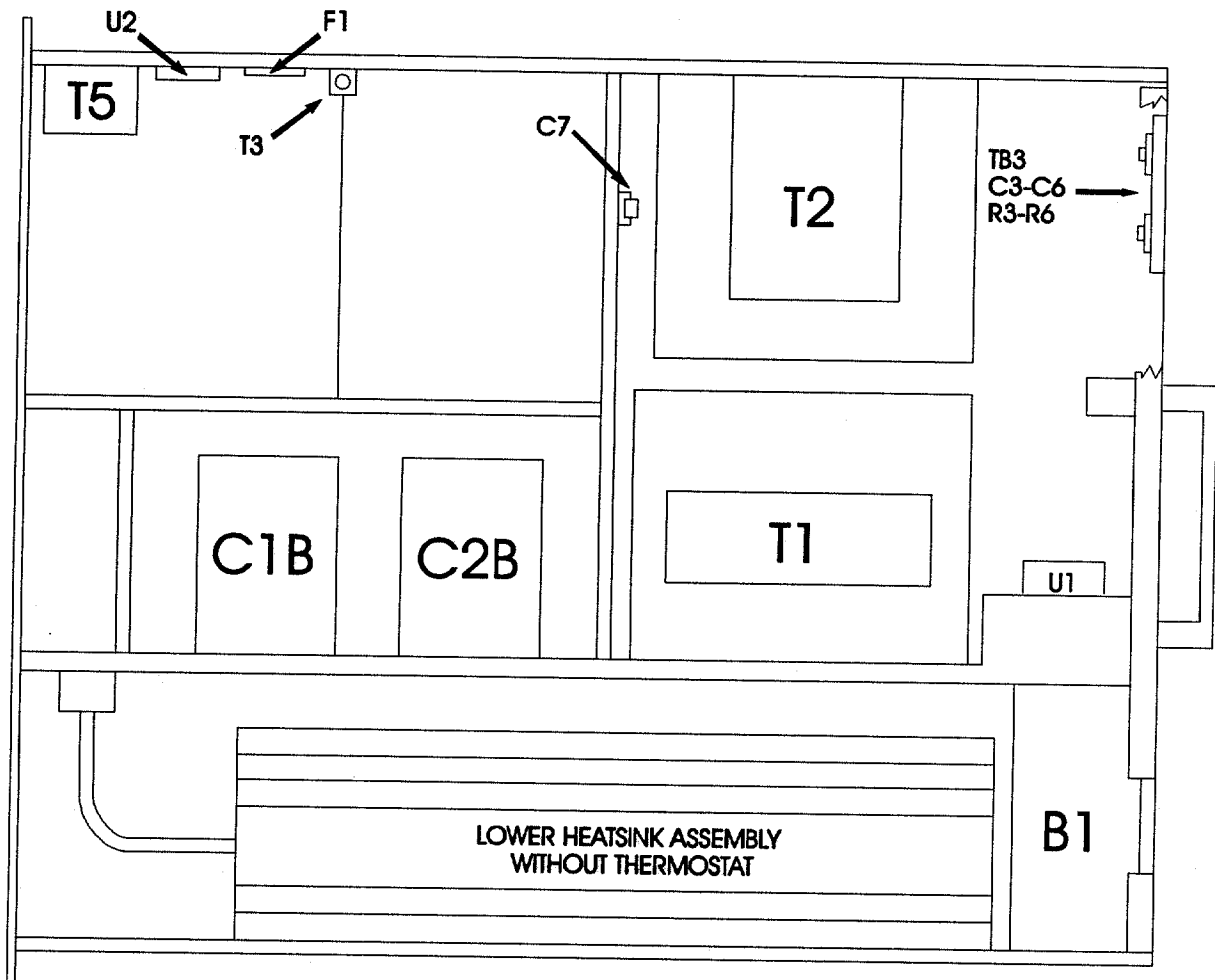 U2
F1
T5
T3
C7
T2
TB3
C3-C6
R3-R6
C1B
C2B
T1
U1
LOWER HEATSINK ASSEMBLY
WITHOUT THERMOSTAT
B1